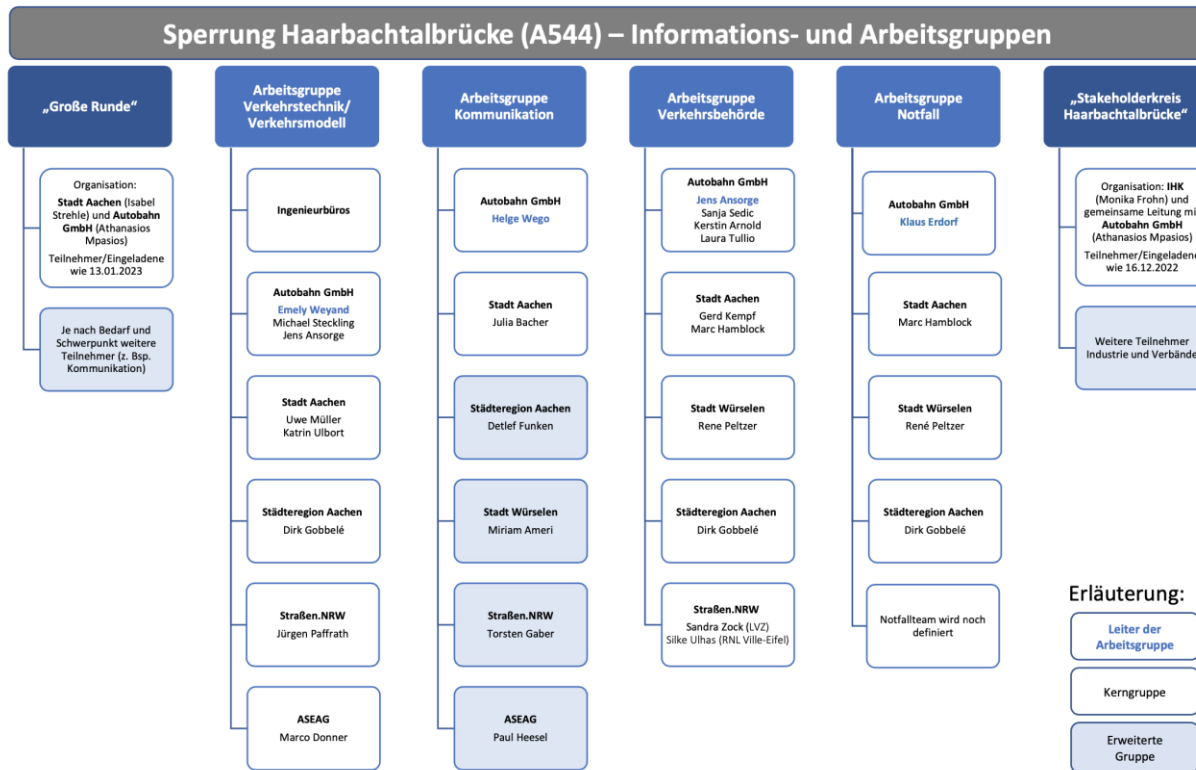 Sperrung Haarbachtalbrücke (A544) – Informations- und Arbeitsgruppen
„Große Runde“
Organisation:
Stadt Aachen (Isabel
Strehle) und Autobahn
GmbH (Athanasios
Mpasios)
Teilnehmer/Eingeladene
wie 13.01.2023
Je nach Bedarf und
Schwerpunkt weitere
Teilnehmer (z. Bsp.
Kommunikation)
Arbeitsgruppe
Verkehrstechnik/
Verkehrsmodell
Ingenieurbüros
Autobahn GmbH
Emely Weyand
Michael Steckling
Jens Ansorge
Stadt Aachen
Uwe Müller
Katrin Ulbort
Städteregion Aachen
Dirk Gobbelé
Straßen.NRW
Jürgen Paffrath
ASEAG
Marco Donner
Arbeitsgruppe
Kommunikation
Autobahn GmbH
Helge Wego
Stadt Aachen
Julia Bacher
Städteregion Aachen
Detlef Funken
Stadt Würselen
Miriam Ameri
Straßen.NRW
Torsten Gaber
ASEAG
Paul Heesel
Arbeitsgruppe
Verkehrsbehörde
Autobahn GmbH
Jens Ansorge
Sanja Sedic
Kerstin Arnold
Laura Tullio
Stadt Aachen
Gerd Kempf
Marc Hamblock
Stadt Würselen
Rene Peltzer
Städteregion Aachen
Dirk Gobbelé
Straßen.NRW
Sandra Zock (LVZ)
Silke Ulhas (RNL Ville-Eifel)
Arbeitsgruppe
Notfall
Autobahn GmbH
Klaus Erdorf
Stadt Aachen
Marc Hamblock
Stadt Würselen
René Peltzer
Städteregion Aachen
Dirk Gobbelé
Notfallteam wird noch
definiert
„Stakeholderkreis
Haarbachtalbrücke“
Organisation: IHK
(Monika Frohn) und
gemeinsame Leitung mi
Autobahn GmbH
(Athanasios Mpasios)
Teilnehmer/Eingeladene
wie 16.12.2022
Weitere Teilnehmer
Industrie und Verbände
Erläuterung:
Leiter der
Arbeitsgruppe
Kerngruppe
Erweiterte
Gruppe